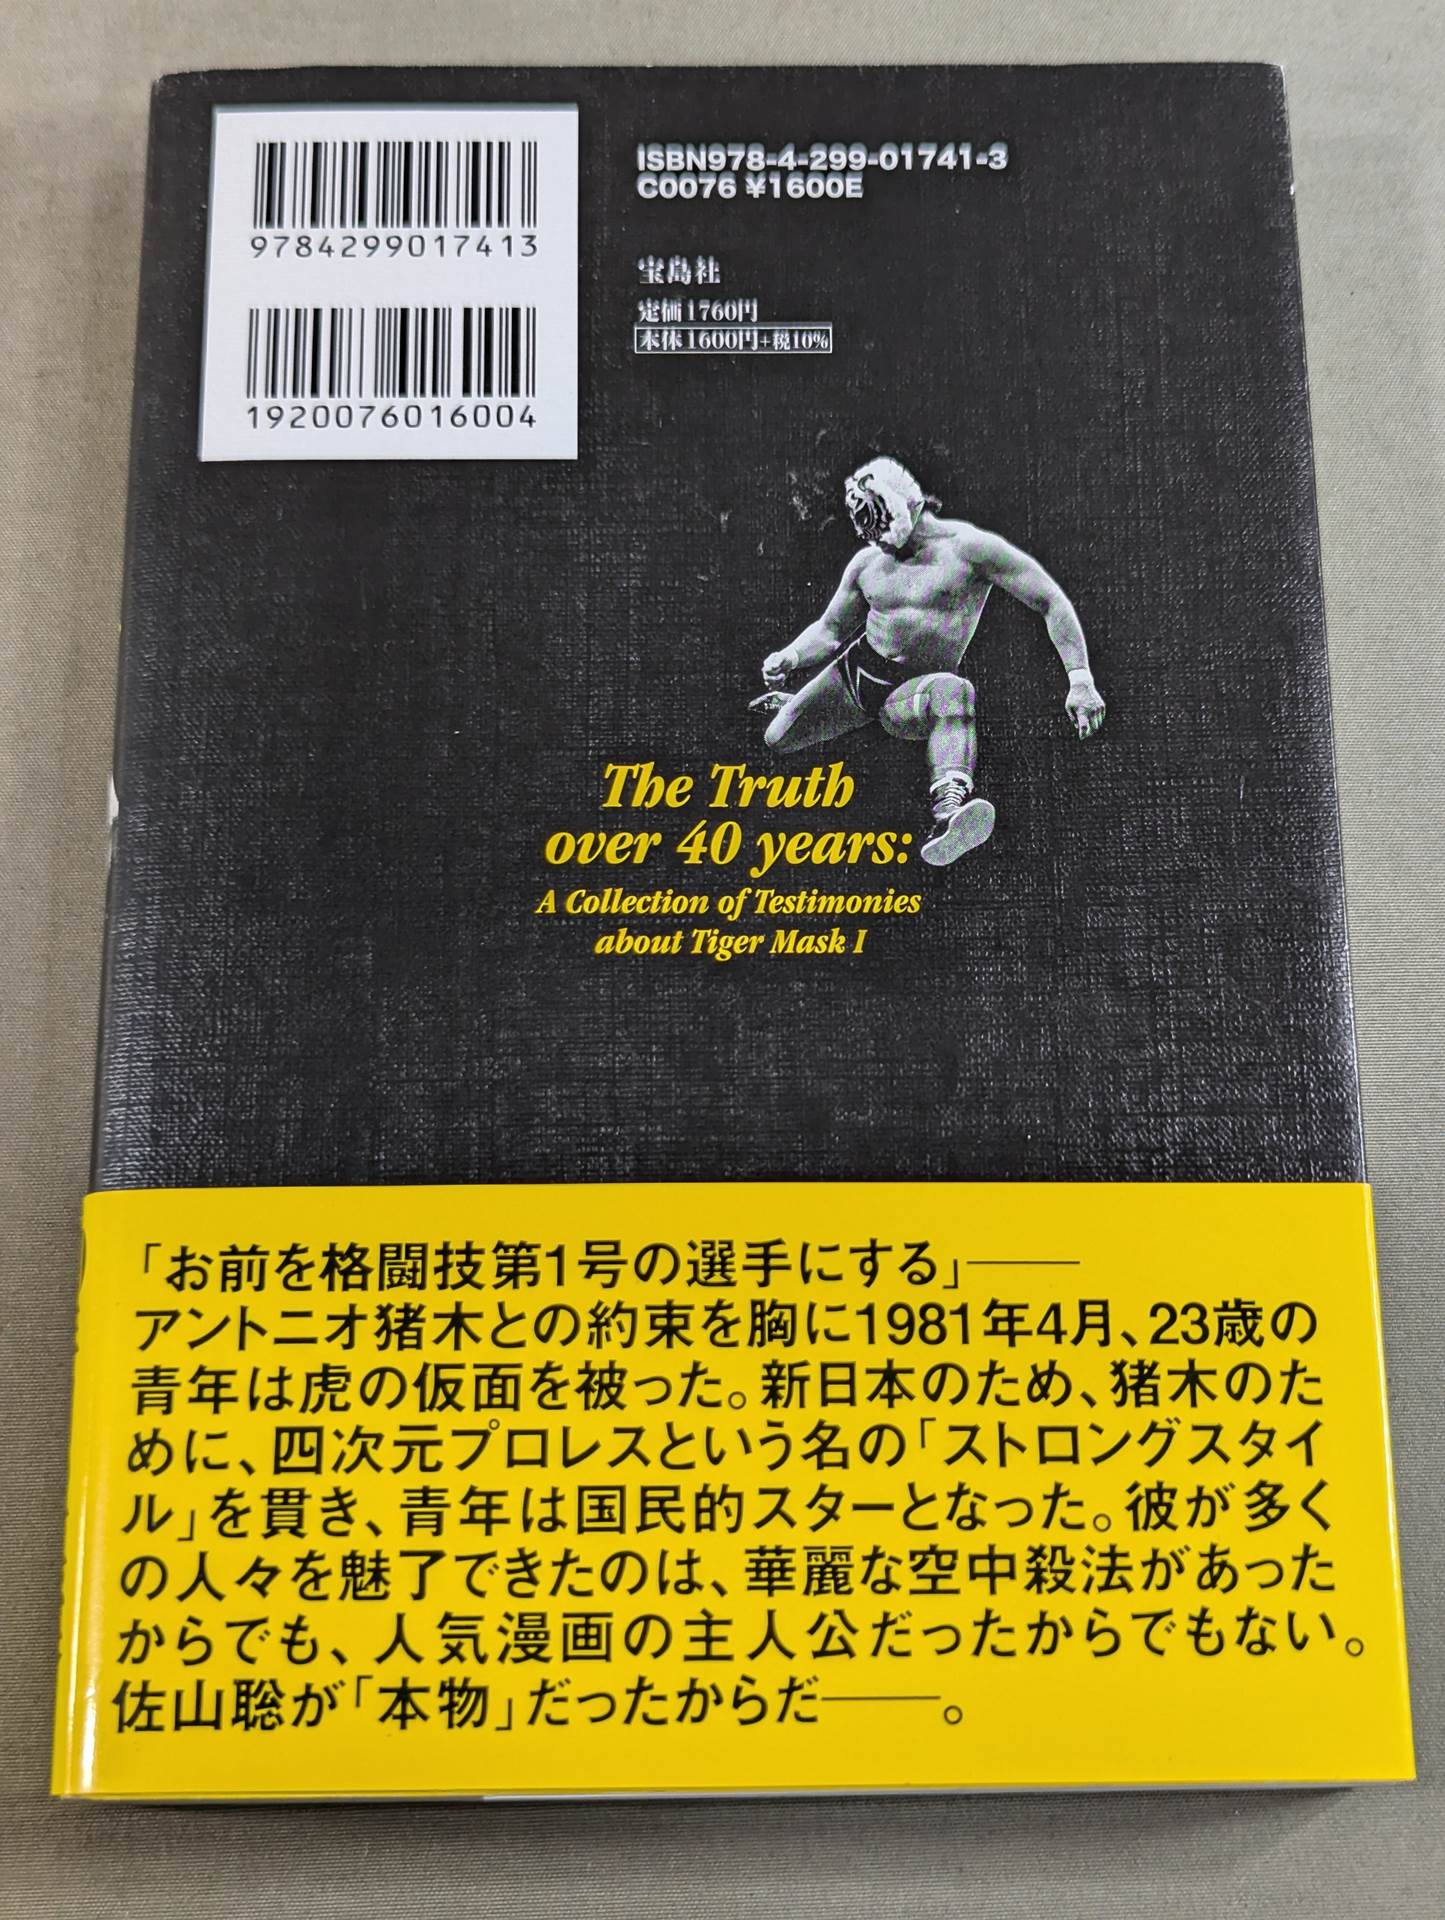 9784299017413
1920076016004
ISBN978-4-299-01741-3
C0076 ¥1600E
宝島社
定価1760円
本体1600円+税10%
The Truth
over 40 years:
A Collection of Testimonies
about Tiger Mask I
「お前を格闘技第1号の選手にする」――
アントニオ猪木との約束を胸に1981年4月、23歳の
青年は虎の仮面を被った。新日本のため、猪木のた
めに、四次元プロレスという名の「ストロングスタイ
ル」を貫き、青年は国民的スターとなった。彼が多く
の人々を魅了できたのは、華麗な空中殺法があった
からでも、人気漫画の主人公だったからでもない。
佐山聡が「本物」だったからだ――。